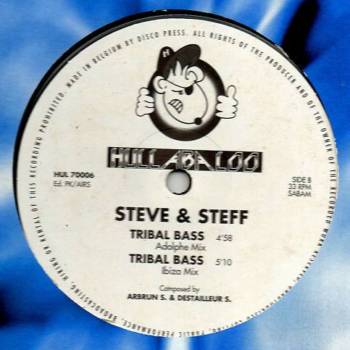 MADE IN BELGIUM BY DISCO PRESS. ALL RIGHTS OF THE PRODUCER AND OF THE OWNER OF THE RECORDED WORK
OF THIS RECORDING PROHIBITED.
PUBLIC PERFORMANCE, BROADCASTING, HIRING OR RENTAL
H
HULLABALOO
HUL 70006
Ed. PK/AIRS
SIDE B
33 RPM
SABAM
STEVE & STEFF
TRIBAL BASS 4'58
Adolphe Mix
TRIBAL BASS 5'10
Ibiza Mix
Composed by
ARBRUN S. & DESTAILLEUR S.